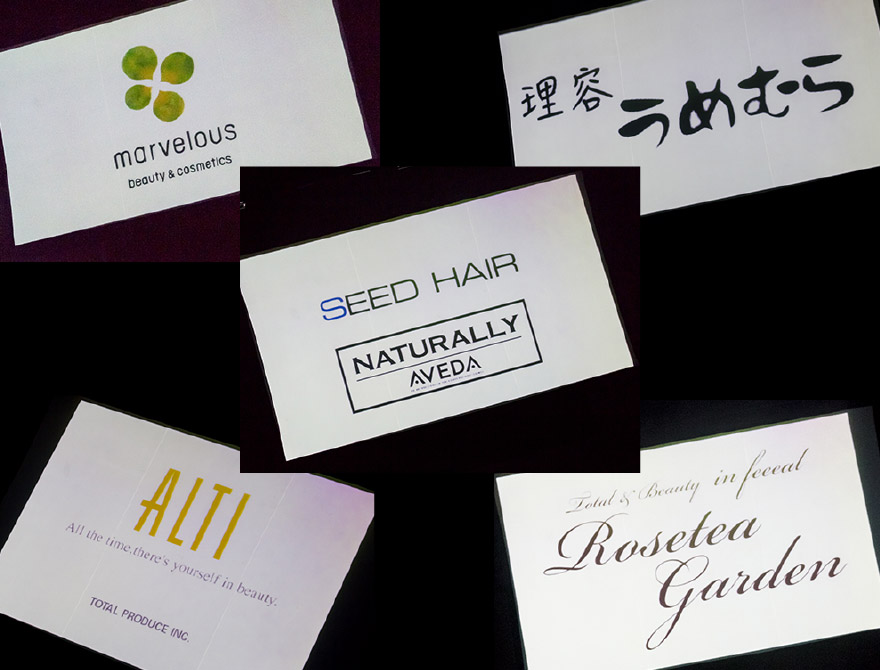 marvelous
beauty & cosmetics
理容 うめむら
SEED HAIR
NATURALLY
AVEDA
ALTI
All the time, there's yourself in beauty.
TOTAL PRODUCE INC.
Total & Beauty in feeeal
Rosetea
Garden